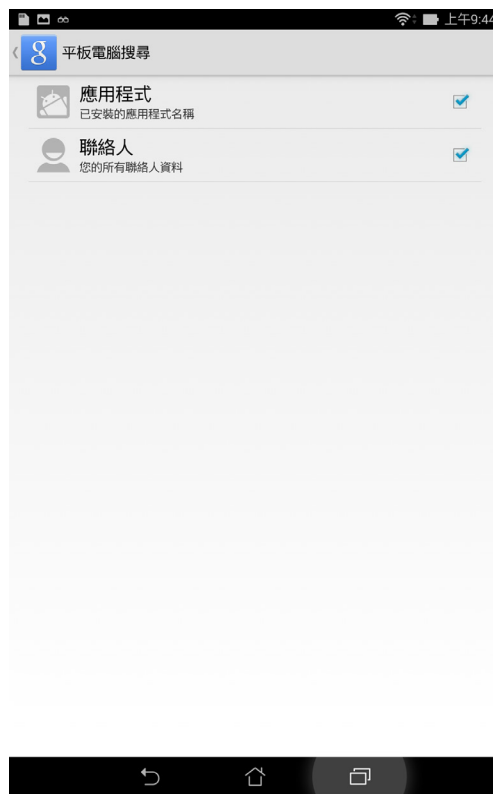 上午9:44
平板電腦搜尋
應用程式
已安裝的應用程式名稱
聯絡人
您的所有聯絡人資料